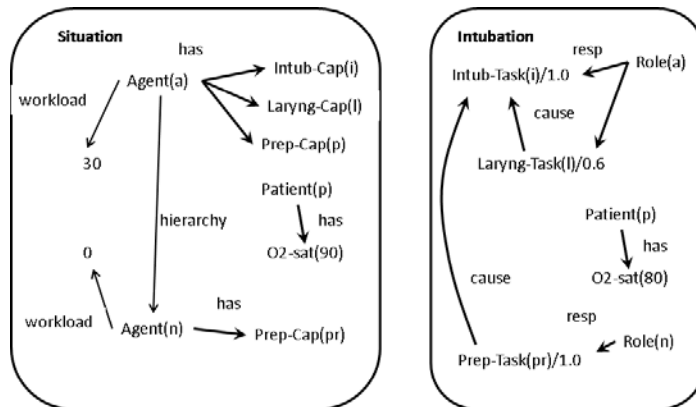 Situation
has
Agent(a)
Intub-Cap(i)
workload
Laryng-Cap(l)
Prep-Cap(p)
30
Patient(p)
hierarchy
has
0
O2-sat(90)
has
workload
Agent(n)
Prep-Cap(pr)
Intubation
resp
Intub-Task(i)/1.0
Role(a)
cause
Laryng-Task(l)/0.6
Patient(p)
has
O2-sat(80)
cause
resp
Role(n)
Prep-Task(pr)/1.0